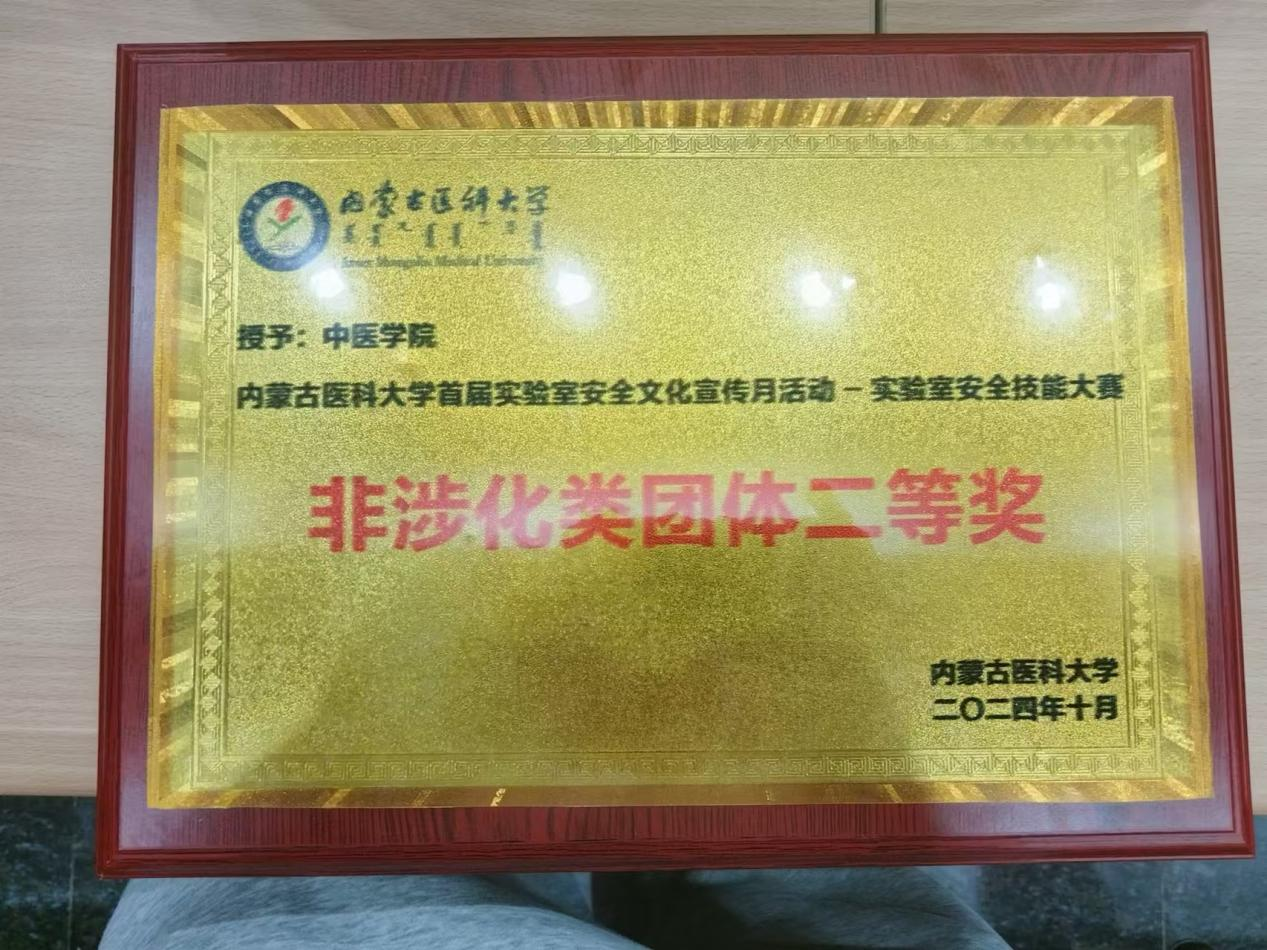 内蒙古医科大学
Inner Mongolia Medical University
授予：中医学院
内蒙古医科大学首届实验室安全文化宣传月活动－实验室安全技能大赛
非涉化类团体二等奖
内蒙古医科大学
二〇二四年十月